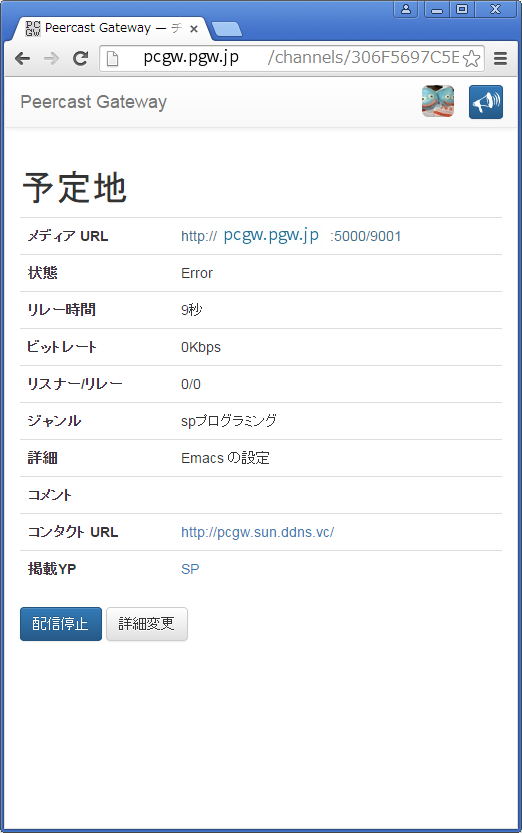 PC
GW
Peercast Gateway — チ
pcgw.pgw.jp /channels/306F5697C5E
Peercast Gateway
予定地
メディア URL http:// pcgw.pgw.jp :5000/9001
状態 Error
リレー時間 9秒
ビットレート 0Kbps
リスナー/リレー 0/0
ジャンル spプログラミング
詳細 Emacs の設定
コメント
コンタクト URL http://pcgw.sun.ddns.vc/
掲載YP SP
配信停止 詳細変更